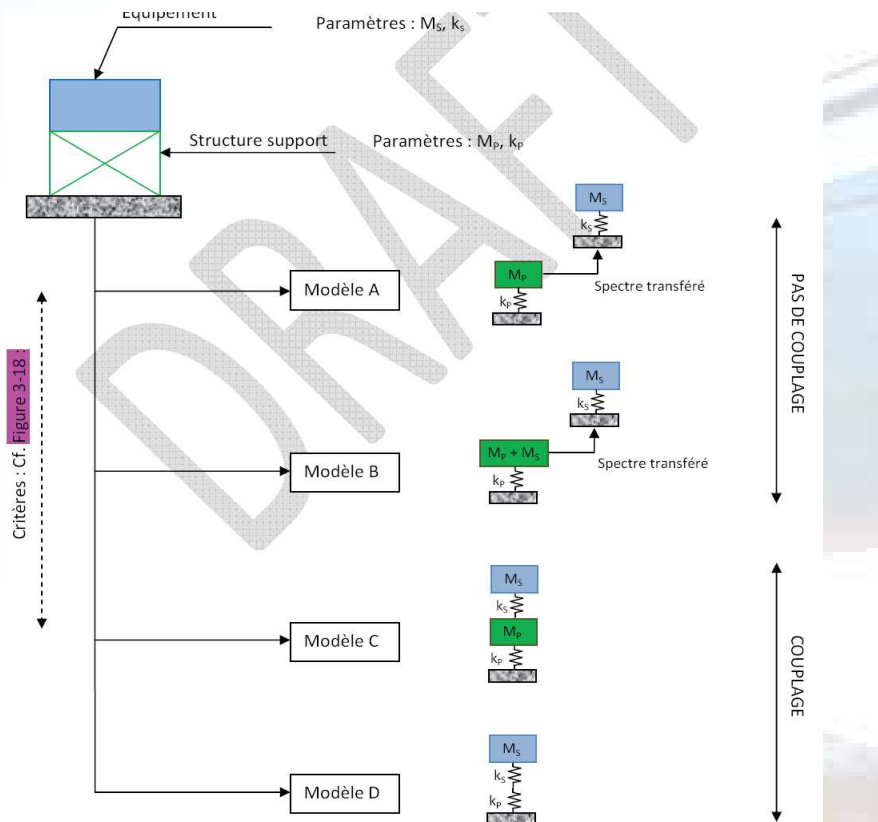 Equipement
Paramètres : Mₛ, kₛ
Structure support
Paramètres : Mₚ, kₚ
DRAFT
Critères : Cf. Figure 3-18 :
Modèle A
Mₛ
kₛ
Mₚ
kₚ
Spectre transféré
Modèle B
Mₛ
kₛ
Mₚ + Mₛ
kₚ
Spectre transféré
PAS DE COUPLAGE
Modèle C
Mₛ
kₛ
Mₚ
kₚ
Modèle D
Mₛ
kₛ
kₚ
COUPLAGE